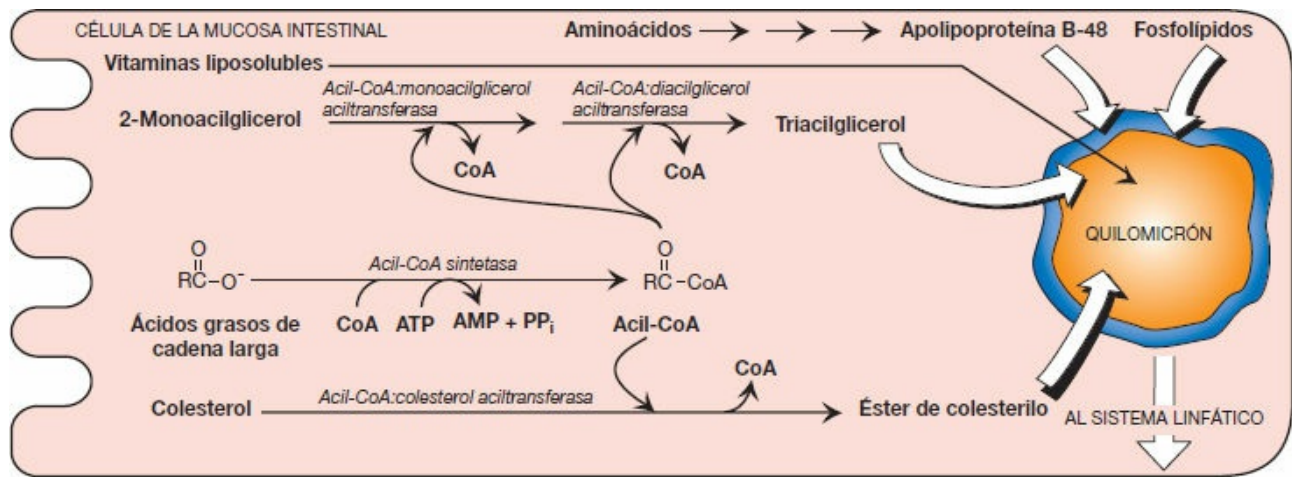 CÉLULA DE LA MUCOSA INTESTINAL
Aminoácidos
Apolipoproteína B-48
Fosfolípidos
Vitaminas liposolubles
Acil-CoA:monoacilglicerol
aciltransferasa
Acil-CoA:diacilglicerol
aciltransferasa
2-Monoacilglicerol
Triacilglicerol
CoA
CoA
QUILOMICRÓN
O
RC-O-
Acil-CoA sintetasa
O
RC-CoA
Ácidos grasos de
cadena larga
CoA
ATP
AMP + PPi
Acil-CoA
CoA
Colesterol
Acil-CoA:colesterol aciltransferasa
Éster de colesterilo
AL SISTEMA LINFÁTICO